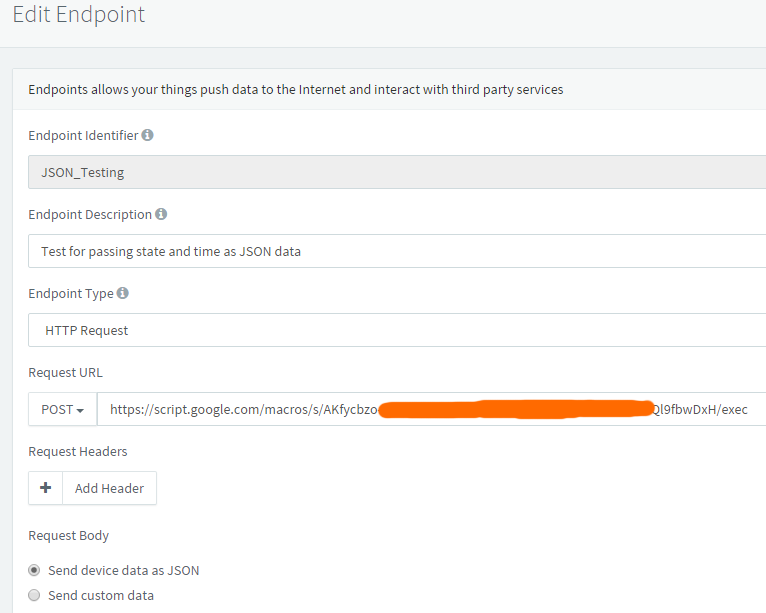 Edit Endpoint
Endpoints allows your things push data to the Internet and interact with third party services
Endpoint Identifier
JSON_Testing
Endpoint Description
Test for passing state and time as JSON data
Endpoint Type
HTTP Request
Request URL
POST https://script.google.com/macros/s/AKfycbzo Ql9fbwDxH/exec
Request Headers
+ Add Header
Request Body
Send device data as JSON
Send custom data